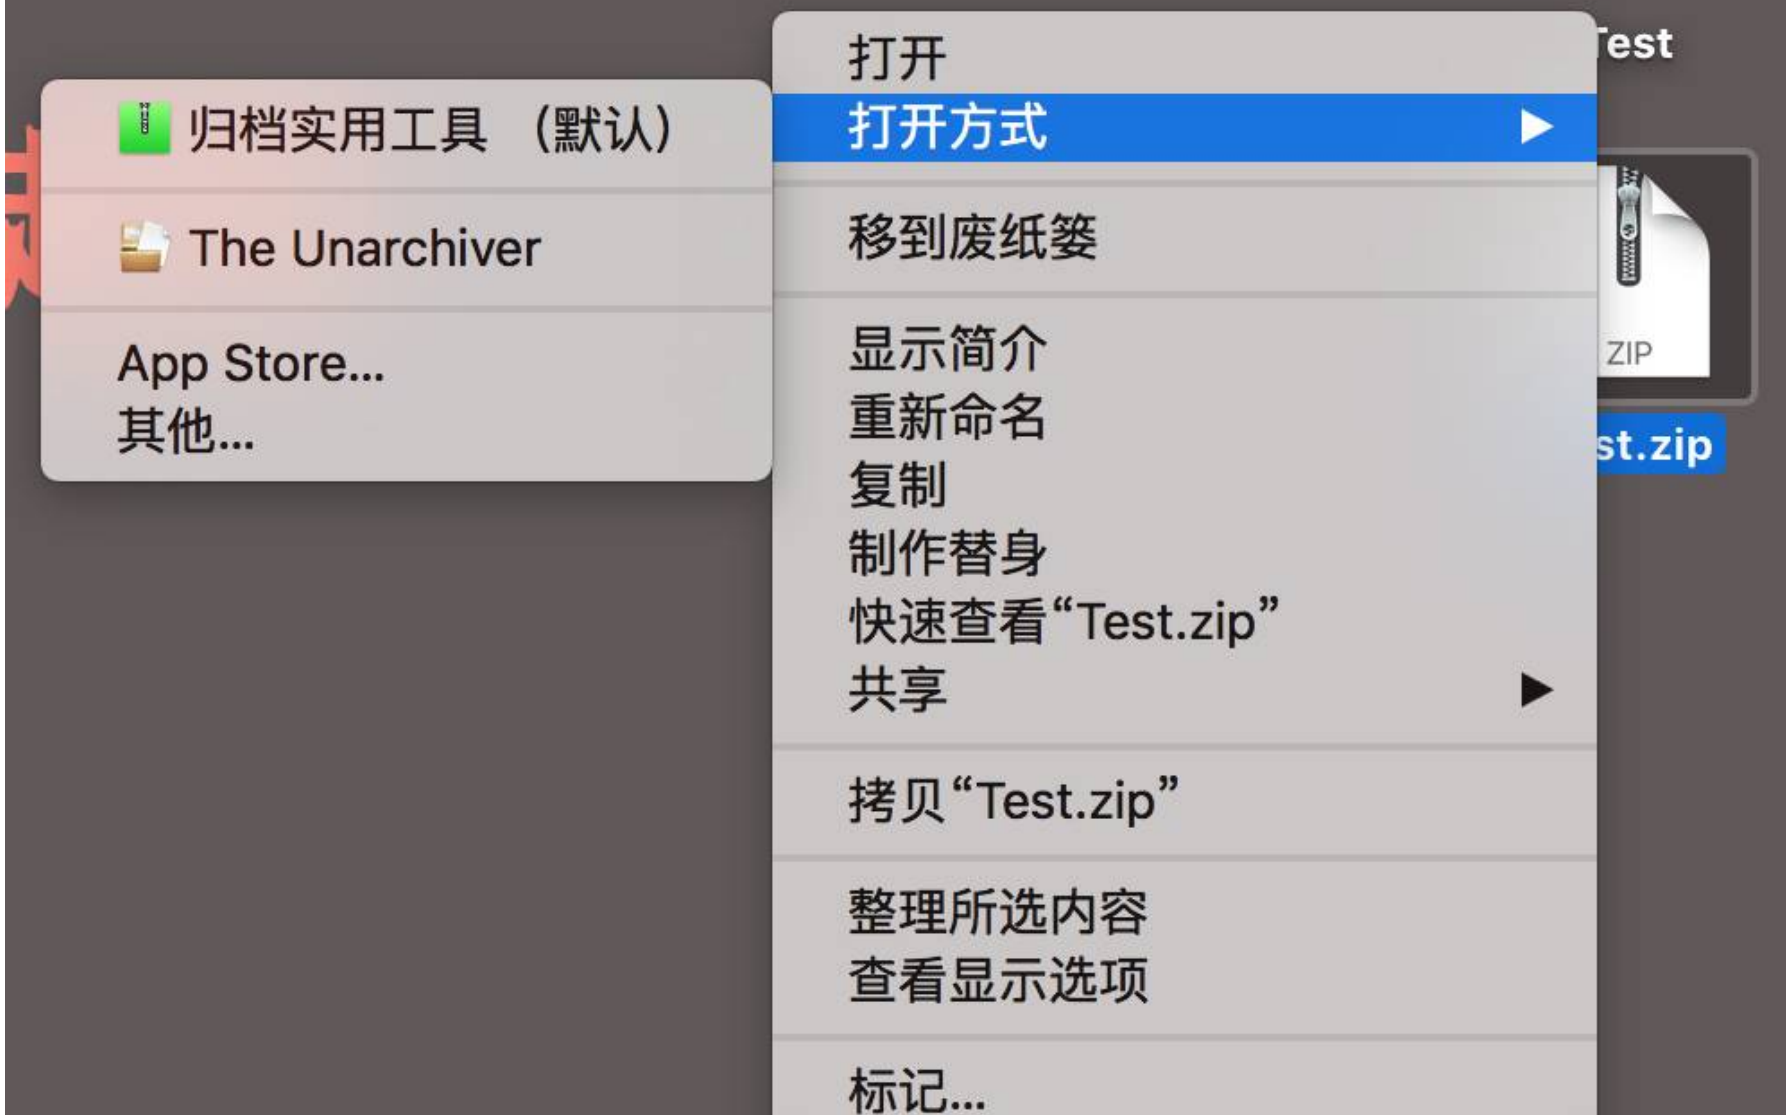 打开
打开方式
移到废纸篓
显示简介
重新命名
复制
制作替身
快速查看“Test.zip”
共享
拷贝“Test.zip”
整理所选内容
查看显示选项
标记...
归档实用工具 （默认）
The Unarchiver
App Store...
其他...
Test
ZIP
st.zip